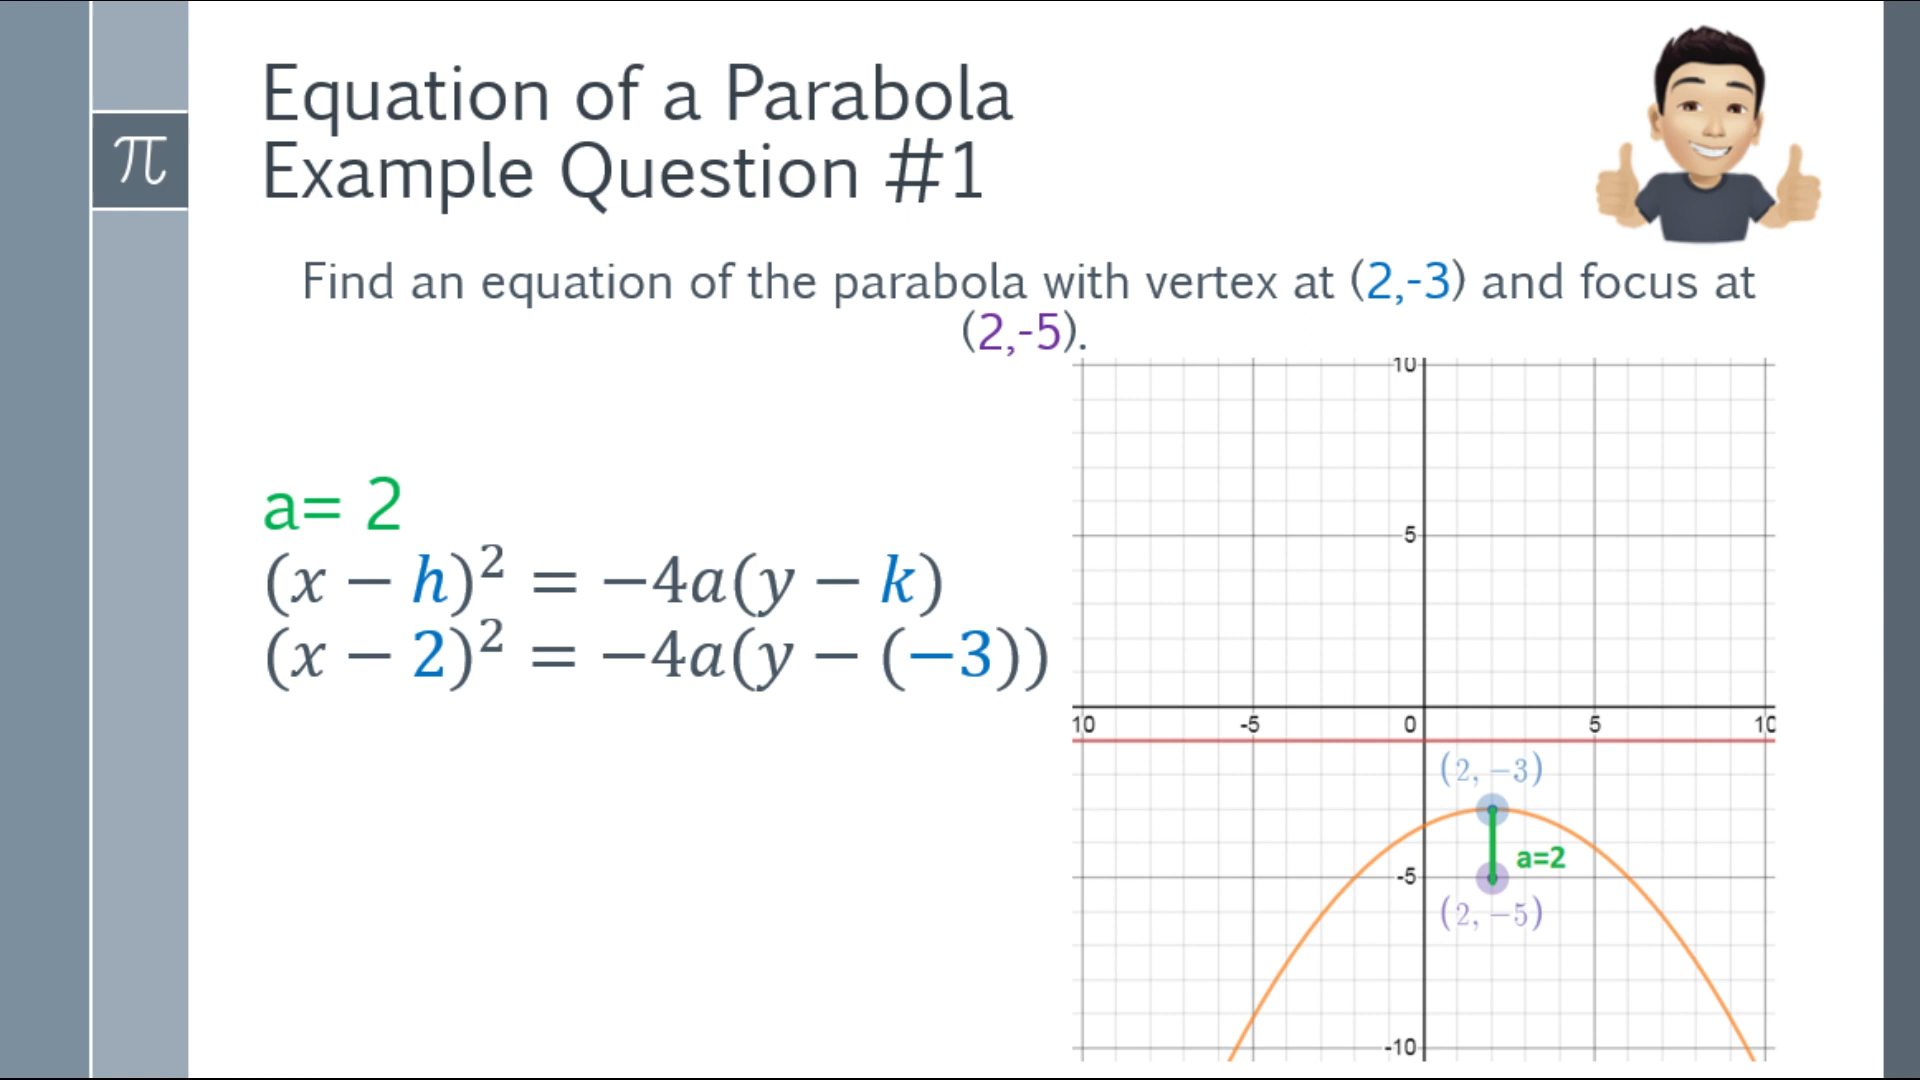 π
Equation of a Parabola
Example Question #1
Find an equation of the parabola with vertex at (2,-3) and focus at
(2,-5).
a= 2
(x − h)² = −4a(y − k)
(x − 2)² = −4a(y − (−3))
10
5
10 -5 0 5 10
(2, −3)
a=2
-5
(2, −5)
-10